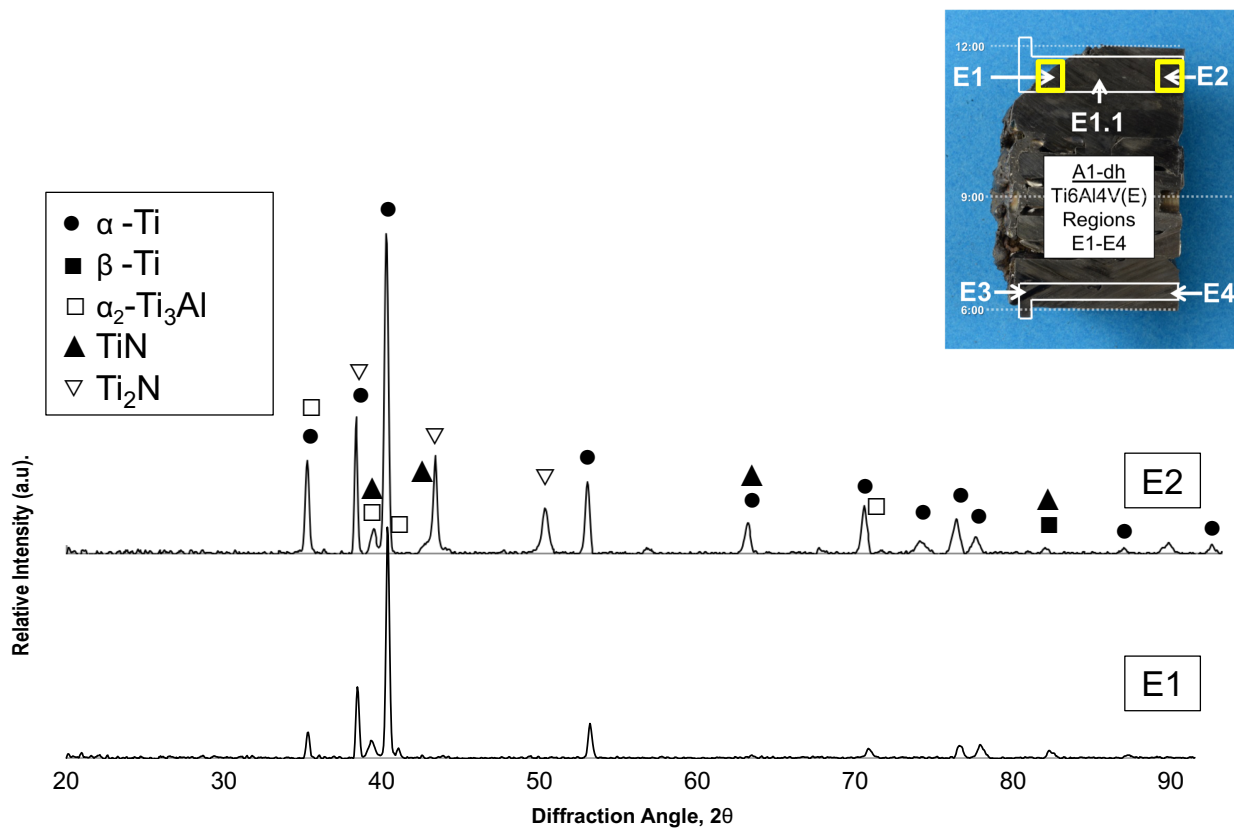 12:00
E1
E2
E1.1
A1-dh
Ti6Al4V(E)
Regions
E1-E4
9:00
E3
E4
6:00
α -Ti
β -Ti
α₂-Ti₃Al
TiN
Ti₂N
E2
E1
Relative Intensity (a.u).
20 30 40 50 60 70 80 90
Diffraction Angle, 2θ